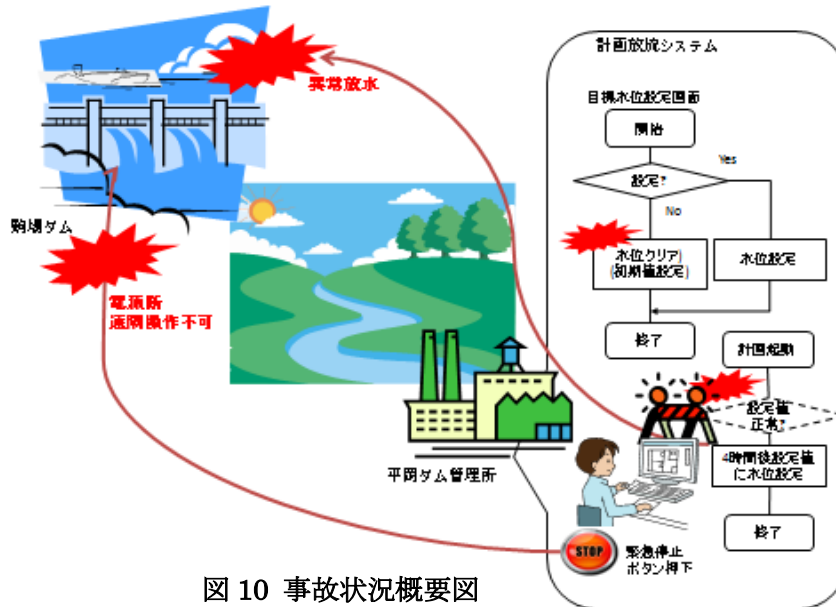 計画放流システム
異常放水
目標水位設定画面
開始
Yes
設定?
No
駒場ダム
水位クリア)
(初期値設定)
水位設定
電源断
遠隔操作不可
終了
計画起動
設定値
正常?
4時間後設定値
に水位設定
平岡ダム管理所
終了
STOP
緊急停止
ボタン押下
図 10 事故状況概要図